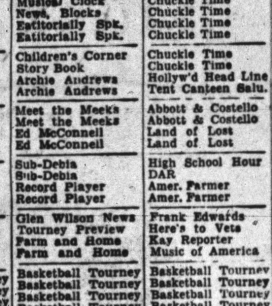 Musical Clock
News, Blocks
Eatitorially Spk.
Eatitorially Spk.
Children's Corner
Story Book
Archie Andrews
Archie Andrews
Meet the Meeks
Meet the Meeks
Ed McConnell
Ed McConnell
Sub-Debis
Sub-Debis
Record Player
Record Player
Glen Wilson News
Tourney Preview
Farm and Home
Farm and Home
Basketball Tourney
Basketball Tourney
Basketball Tourney
Chuckle Time
Chuckle Time
Chuckle Time
Chuckle Time
Chuckle Time
Chuckle Time
Hollyw'd Head Line
Tent Canteen Salu.
Abbott & Costello
Abbott & Costello
Land of Lost
Land of Lost
High School Hour
DAR
Amer. Farmer
Amer. Farmer
Frank Edwards
Here's to Vets
Kay Reporter
Music of America
Basketball Tourney
Basketball Tourney
Basketball Tourney